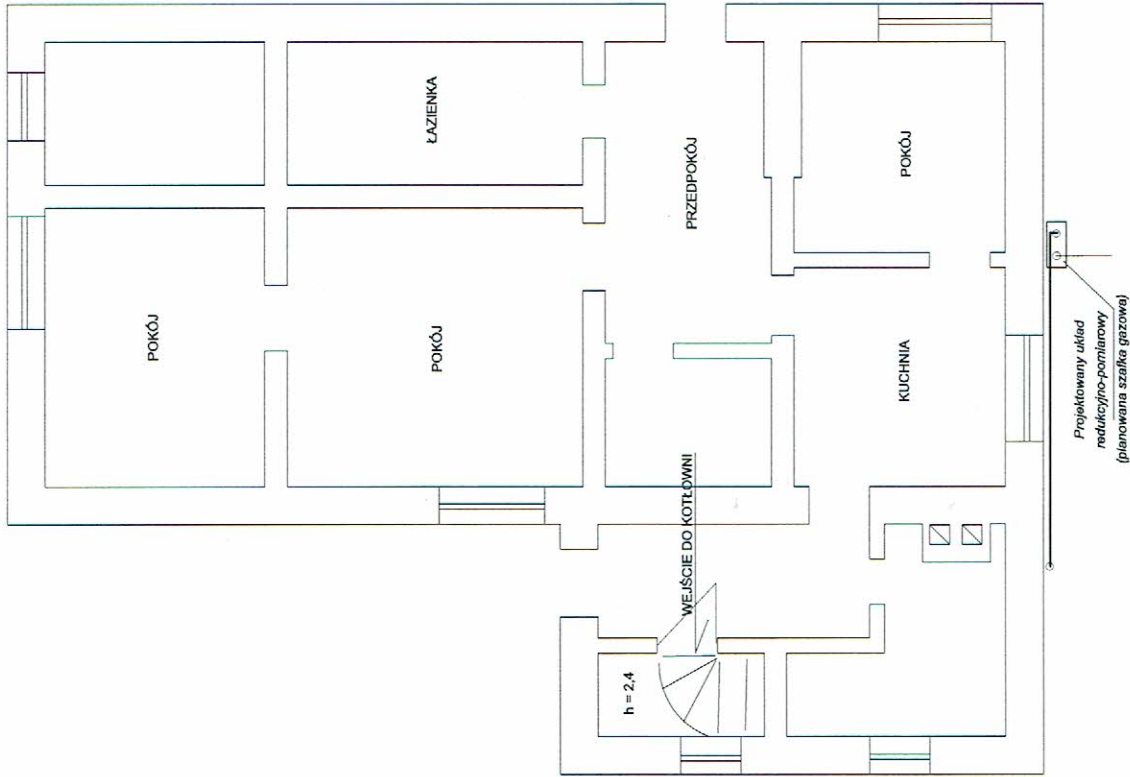 ŁAZIENKA
POKÓJ
POKÓJ
PRZEDPOKÓJ
POKÓJ
KUCHNIA
WEJŚCIE DO KOTŁOWNI
h = 2,4
Projektowany układ
redukcyjno-pomiarowy
(planowana szafka gazowa)